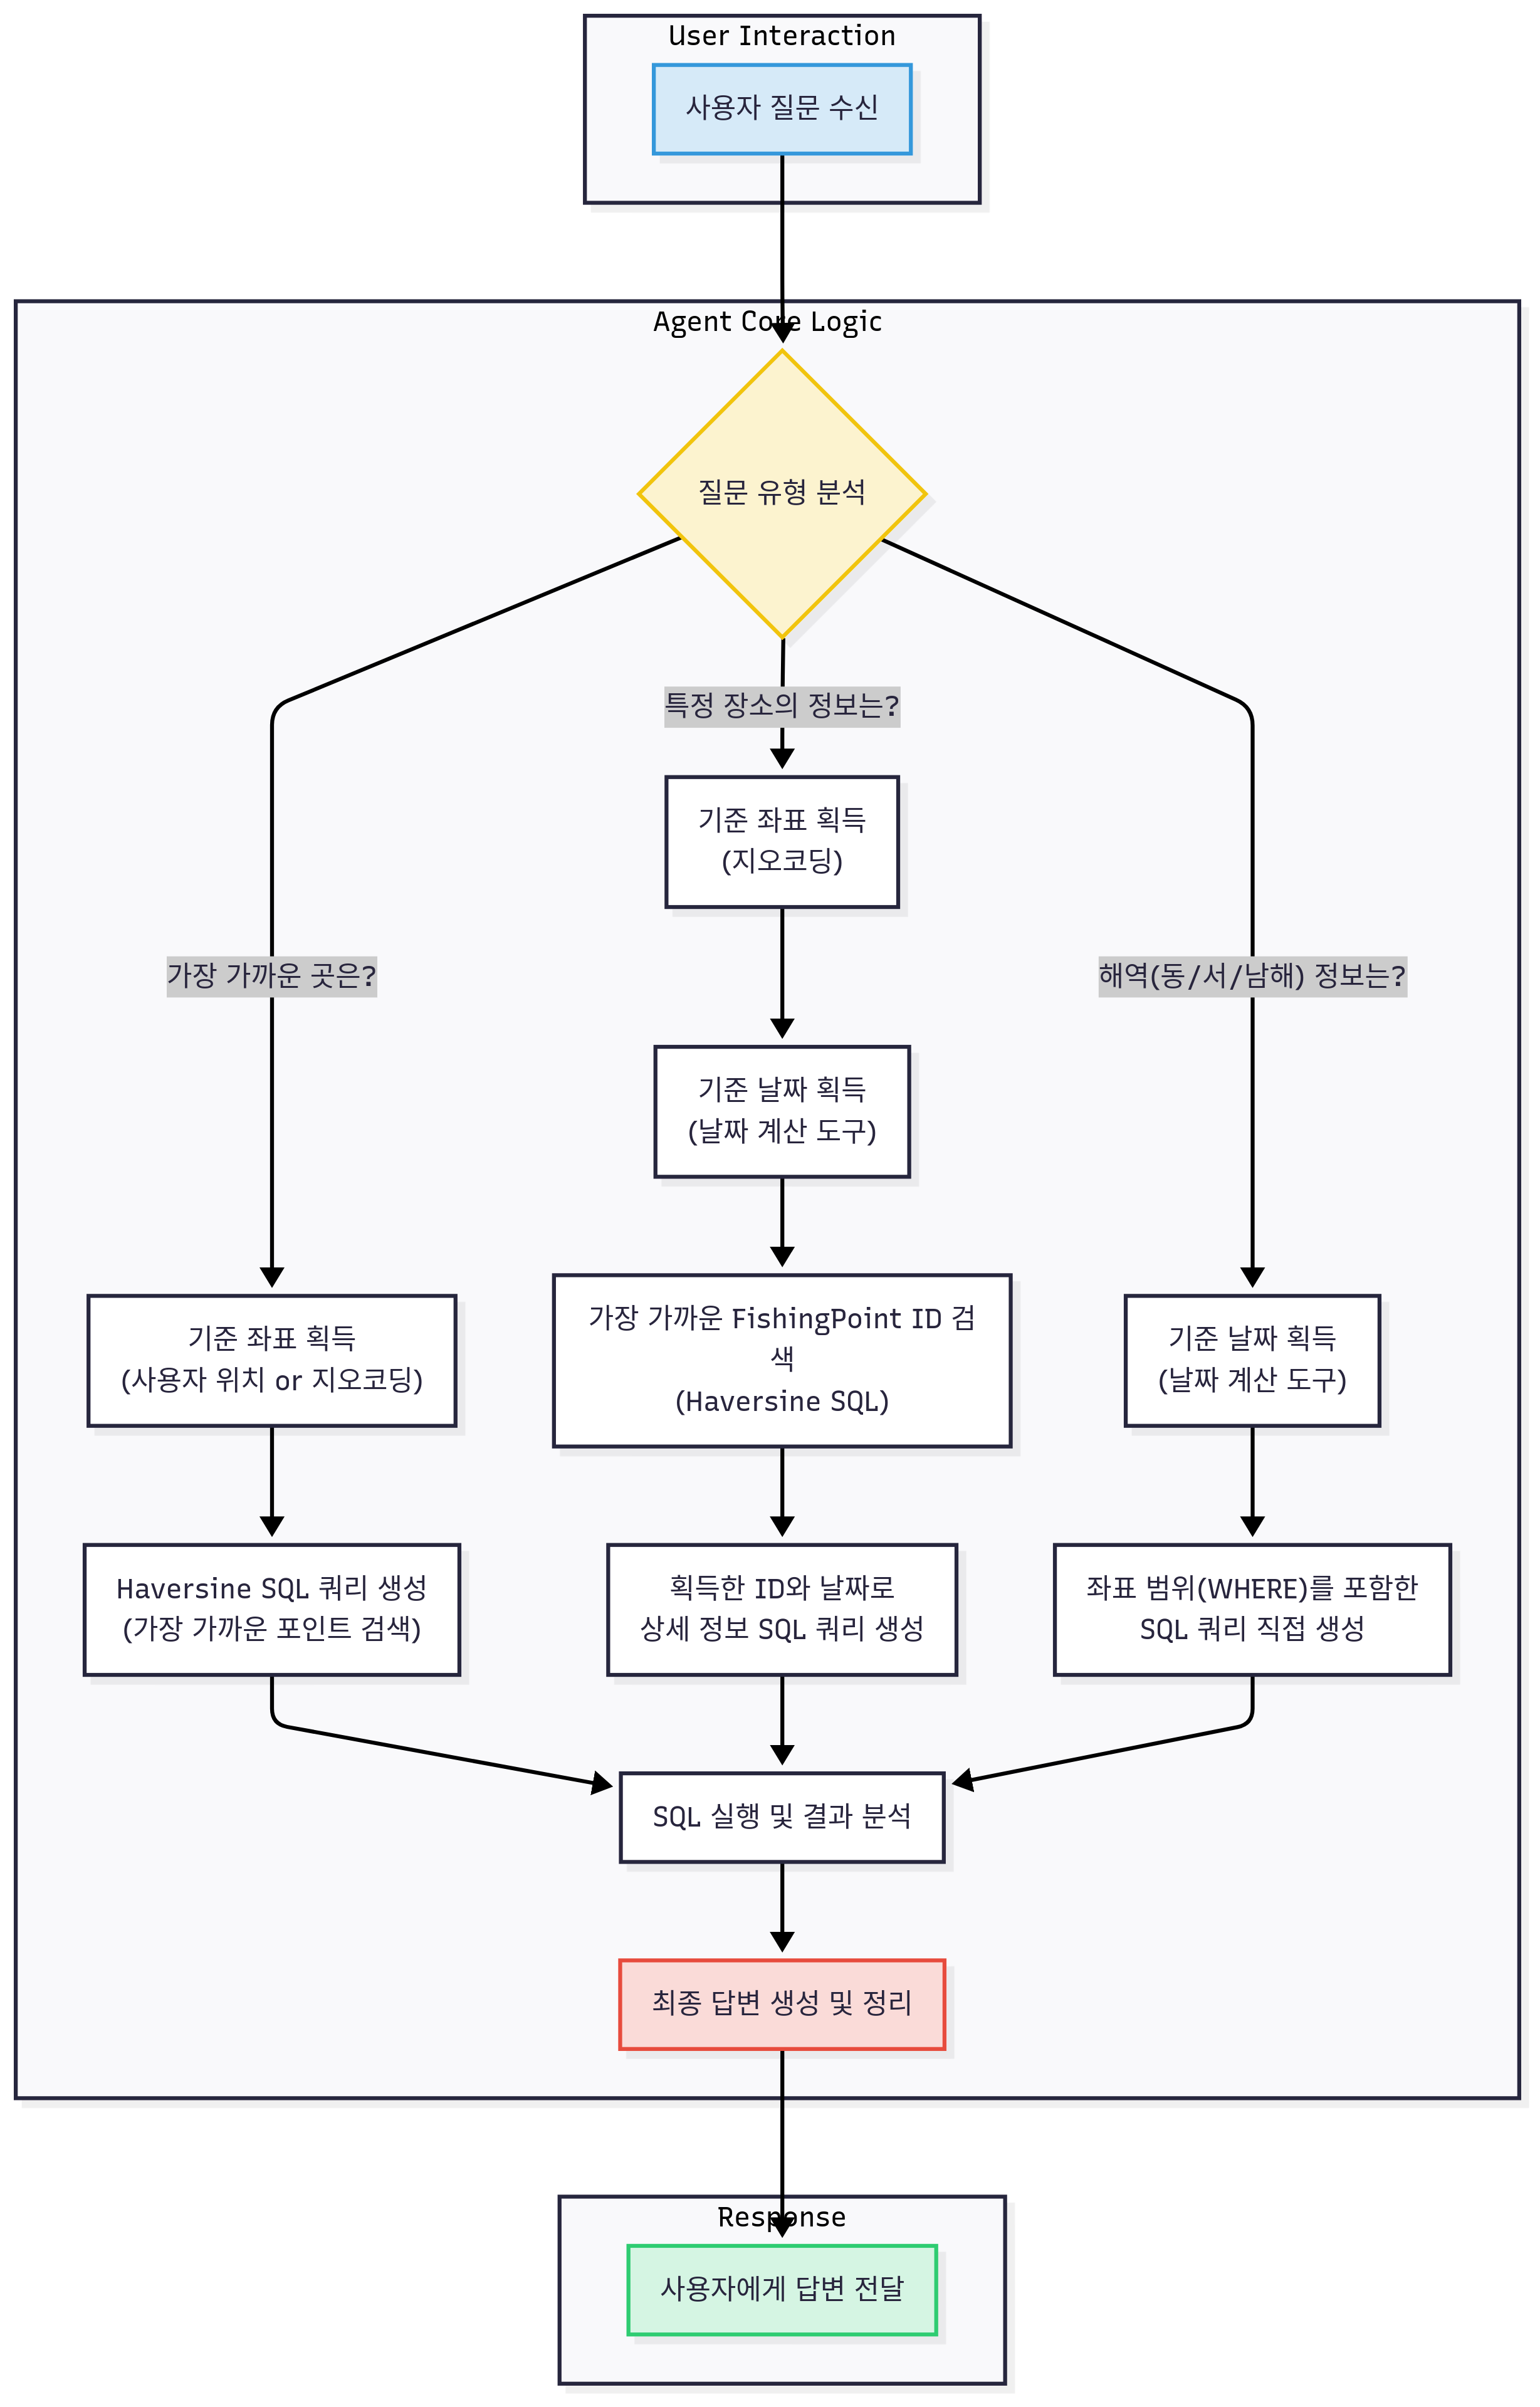 User Interaction
사용자 질문 수신
Agent Core Logic
질문 유형 분석
특정 장소의 정보는?
기준 좌표 획득
(지오코딩)
가장 가까운 곳은?
해역(동/서/남해) 정보는?
기준 날짜 획득
(날짜 계산 도구)
기준 좌표 획득
(사용자 위치 or 지오코딩)
가장 가까운 FishingPoint ID 검
색
(Haversine SQL)
기준 날짜 획득
(날짜 계산 도구)
Haversine SQL 쿼리 생성
(가장 가까운 포인트 검색)
획득한 ID와 날짜로
상세 정보 SQL 쿼리 생성
좌표 범위(WHERE)를 포함한
SQL 쿼리 직접 생성
SQL 실행 및 결과 분석
최종 답변 생성 및 정리
Response
사용자에게 답변 전달